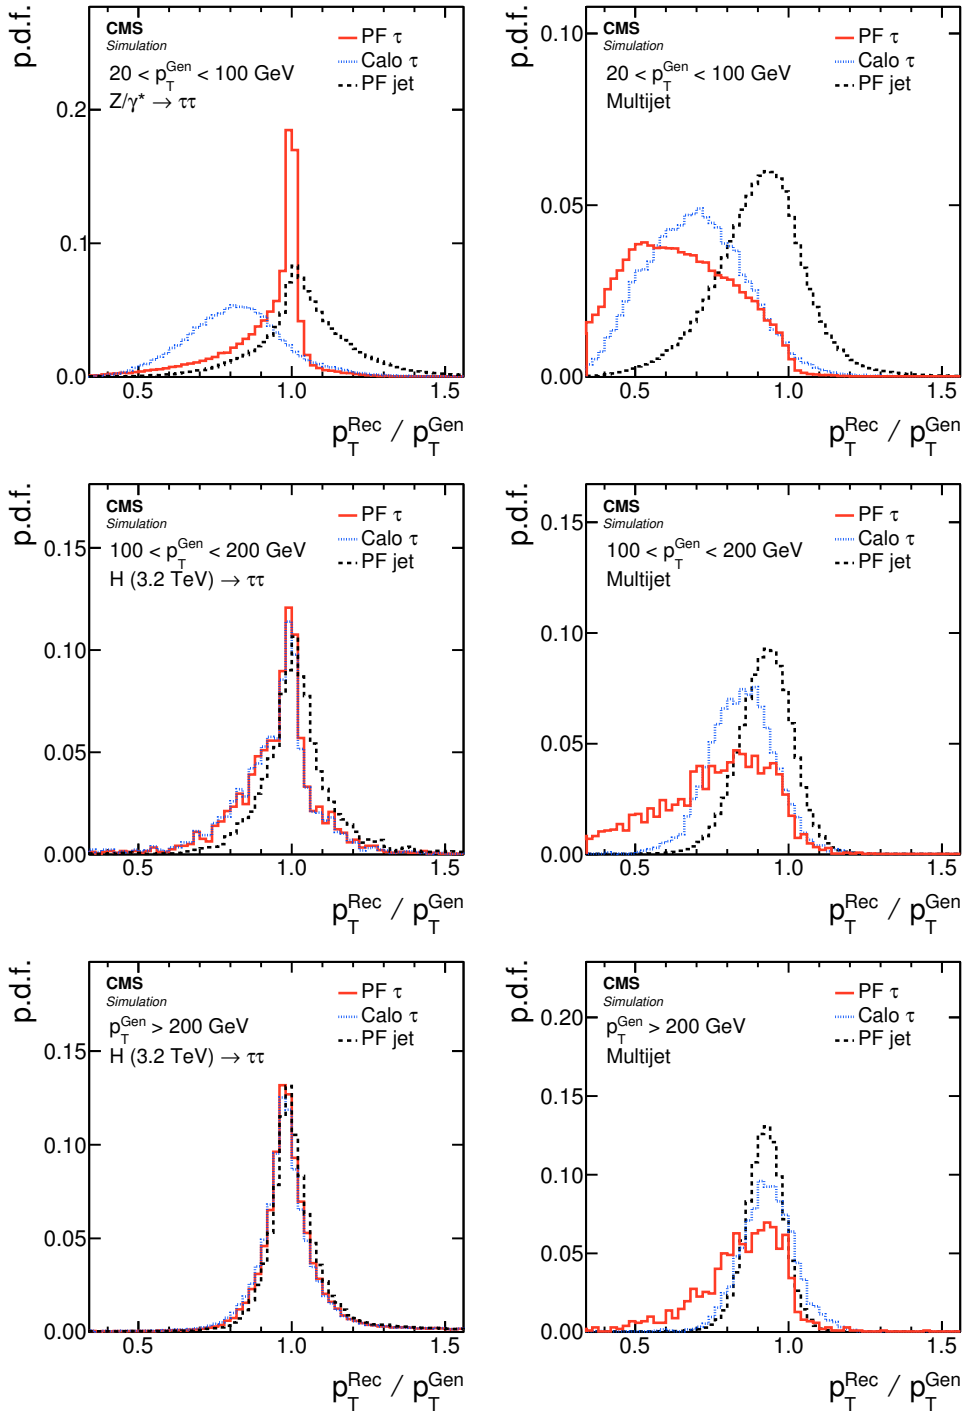 p.d.f.
CMS
Simulation
20 < p_T^Gen < 100 GeV
Z/γ* → ττ
PF τ
Calo τ
PF jet
0.2
0.1
0.0
0.5 1.0 1.5
p_T^Rec / p_T^Gen
p.d.f.
CMS
Simulation
20 < p_T^Gen < 100 GeV
Multijet
PF τ
Calo τ
PF jet
0.10
0.05
0.00
0.5 1.0 1.5
p_T^Rec / p_T^Gen
p.d.f.
CMS
Simulation
100 < p_T^Gen < 200 GeV
H (3.2 TeV) → ττ
PF τ
Calo τ
PF jet
0.15
0.10
0.05
0.00
0.5 1.0 1.5
p_T^Rec / p_T^Gen
p.d.f.
CMS
Simulation
100 < p_T^Gen < 200 GeV
Multijet
PF τ
Calo τ
PF jet
0.15
0.10
0.05
0.00
0.5 1.0 1.5
p_T^Rec / p_T^Gen
p.d.f.
CMS
Simulation
p_T^Gen > 200 GeV
H (3.2 TeV) → ττ
PF τ
Calo τ
PF jet
0.15
0.10
0.05
0.00
0.5 1.0 1.5
p_T^Rec / p_T^Gen
p.d.f.
CMS
Simulation
p_T^Gen > 200 GeV
Multijet
PF τ
Calo τ
PF jet
0.20
0.15
0.10
0.05
0.00
0.5 1.0 1.5
p_T^Rec / p_T^Gen